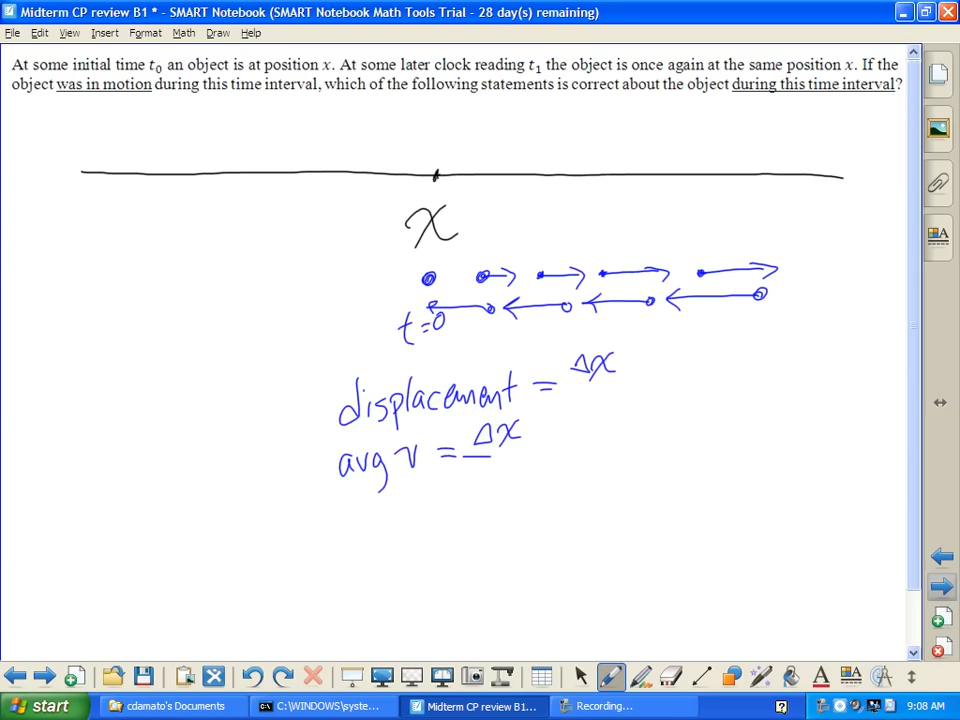 Midterm CP review B1 * - SMART Notebook (SMART Notebook Math Tools Trial - 28 day(s) remaining)
File Edit View Insert Format Math Draw Help
At some initial time t₀ an object is at position x. At some later clock reading t₁ the object is once again at the same position x. If the
object was in motion during this time interval, which of the following statements is correct about the object during this time interval?
x
t=0
displacement = Δx
avg v = Δx
start cdamato's Documents C:\WINDOWS\syste... Midterm CP review B1... Recording... 9:08 AM